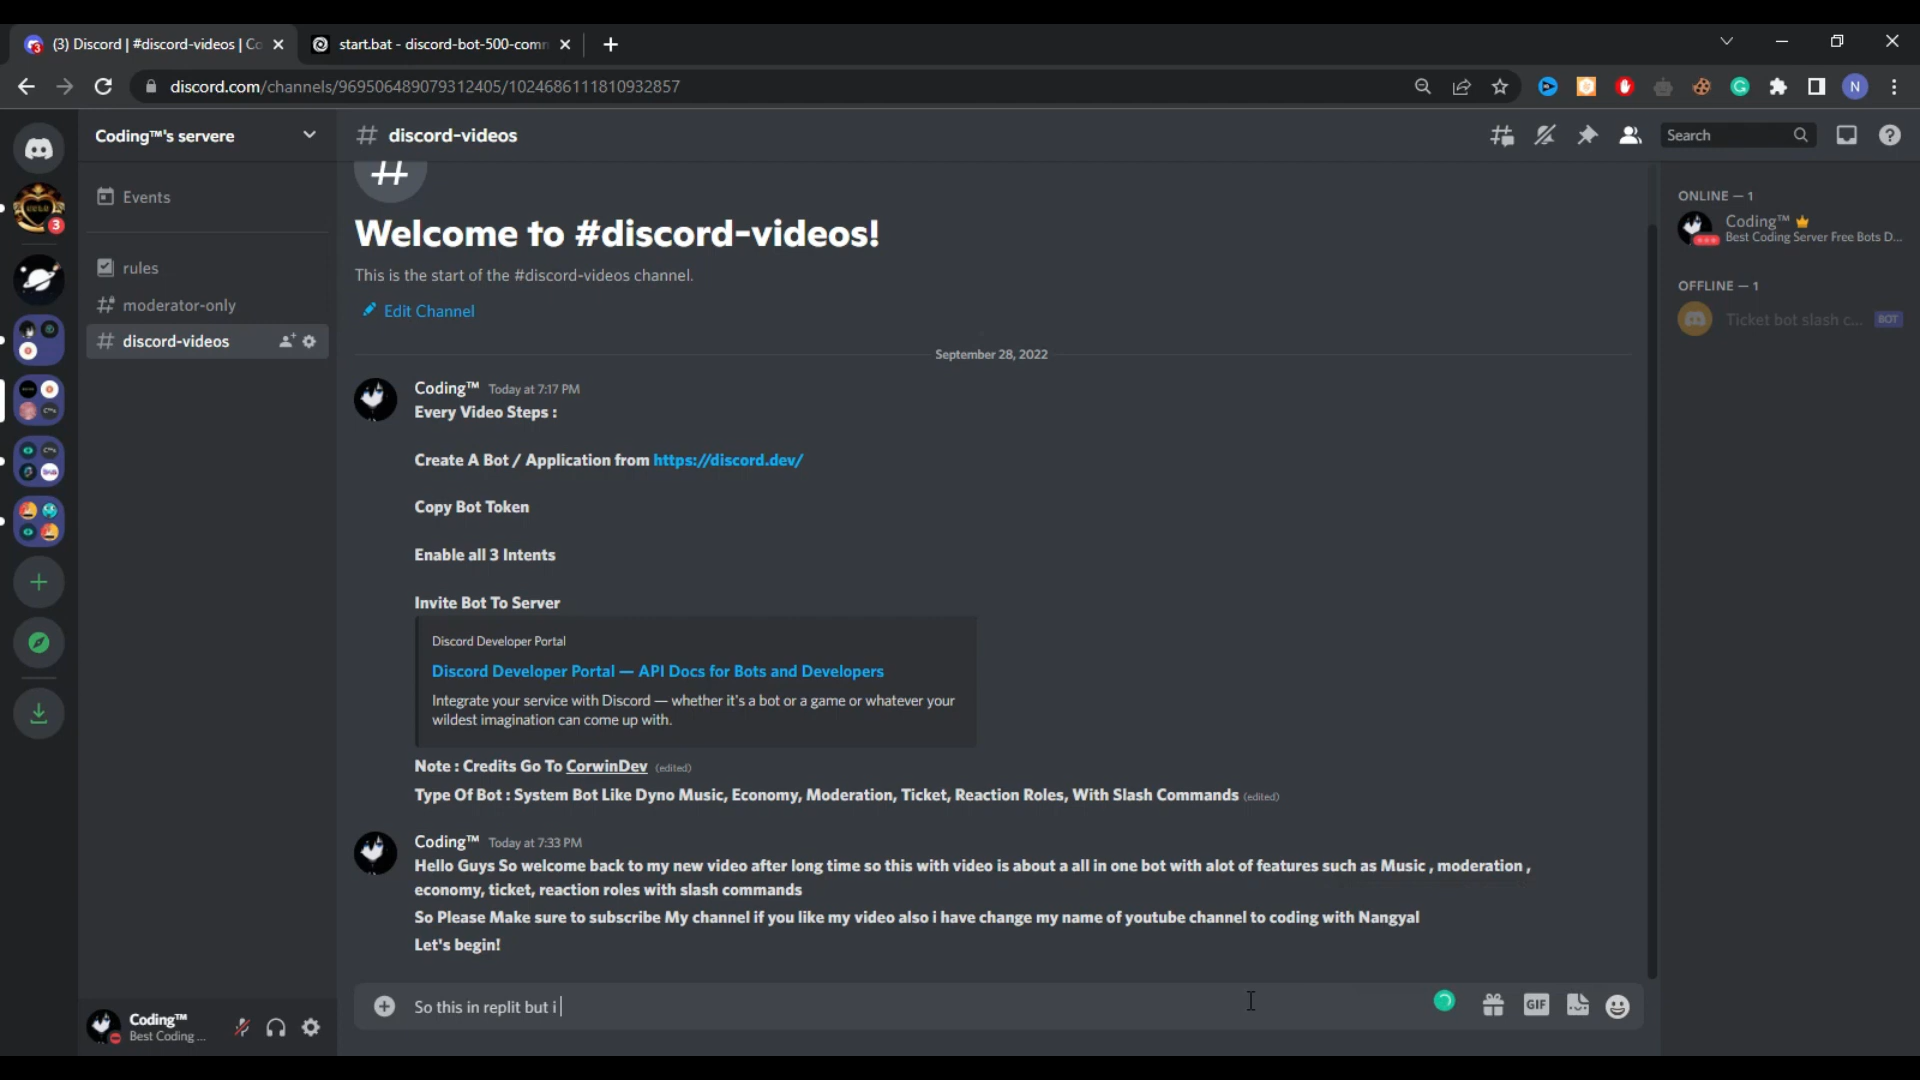 (3) Discord | #discord-videos | Co
start.bat - discord-bot-500-comm
discord.com/channels/969506489079312405/1024686111810932857
N
Coding™'s servere
# discord-videos
Search
Events
3
rules
moderator-only
discord-videos
Welcome to #discord-videos!
This is the start of the #discord-videos channel.
Edit Channel
September 28, 2022
Coding™ Today at 7:17 PM
Every Video Steps :
Create A Bot / Application from https://discord.dev/
Copy Bot Token
Enable all 3 Intents
Invite Bot To Server
Discord Developer Portal
Discord Developer Portal — API Docs for Bots and Developers
Integrate your service with Discord — whether it's a bot or a game or whatever your
wildest imagination can come up with.
Note : Credits Go To CorwinDev (edited)
Type Of Bot : System Bot Like Dyno Music, Economy, Moderation, Ticket, Reaction Roles, With Slash Commands (edited)
Coding™ Today at 7:33 PM
Hello Guys So welcome back to my new video after long time so this with video is about a all in one bot with alot of features such as Music , moderation ,
economy, ticket, reaction roles with slash commands
So Please Make sure to subscribe My channel if you like my video also i have change my name of youtube channel to coding with Nangyal
Let's begin!
So this in replit but i
GIF
Coding™
Best Coding ...
ONLINE — 1
Coding™
Best Coding Server Free Bots D...
OFFLINE — 1
Ticket bot slash c... BOT